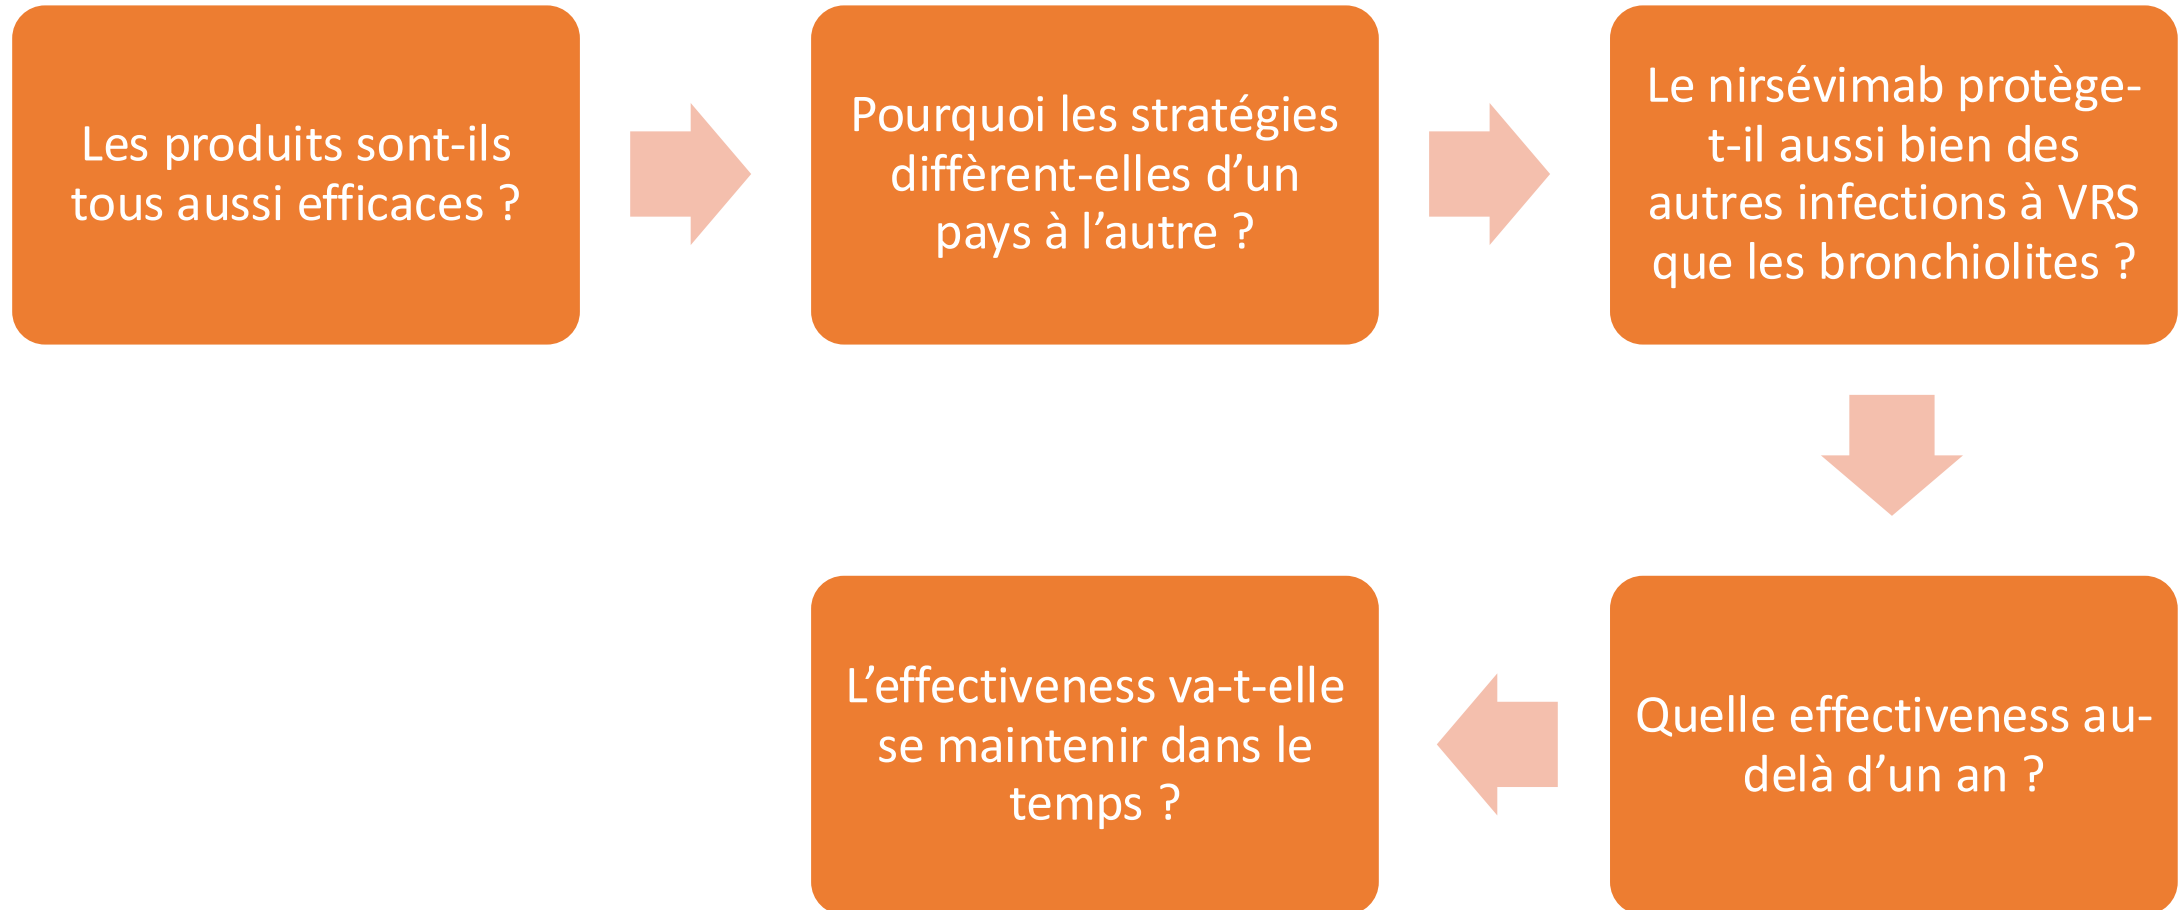 Les produits sont-ils
tous aussi efficaces ?
Pourquoi les stratégies
diffèrent-elles d’un
pays à l’autre ?
Le nirsévimab protège-
t-il aussi bien des
autres infections à VRS
que les bronchiolites ?
Quelle effectiveness au-
delà d’un an ?
L’effectiveness va-t-elle
se maintenir dans le
temps ?